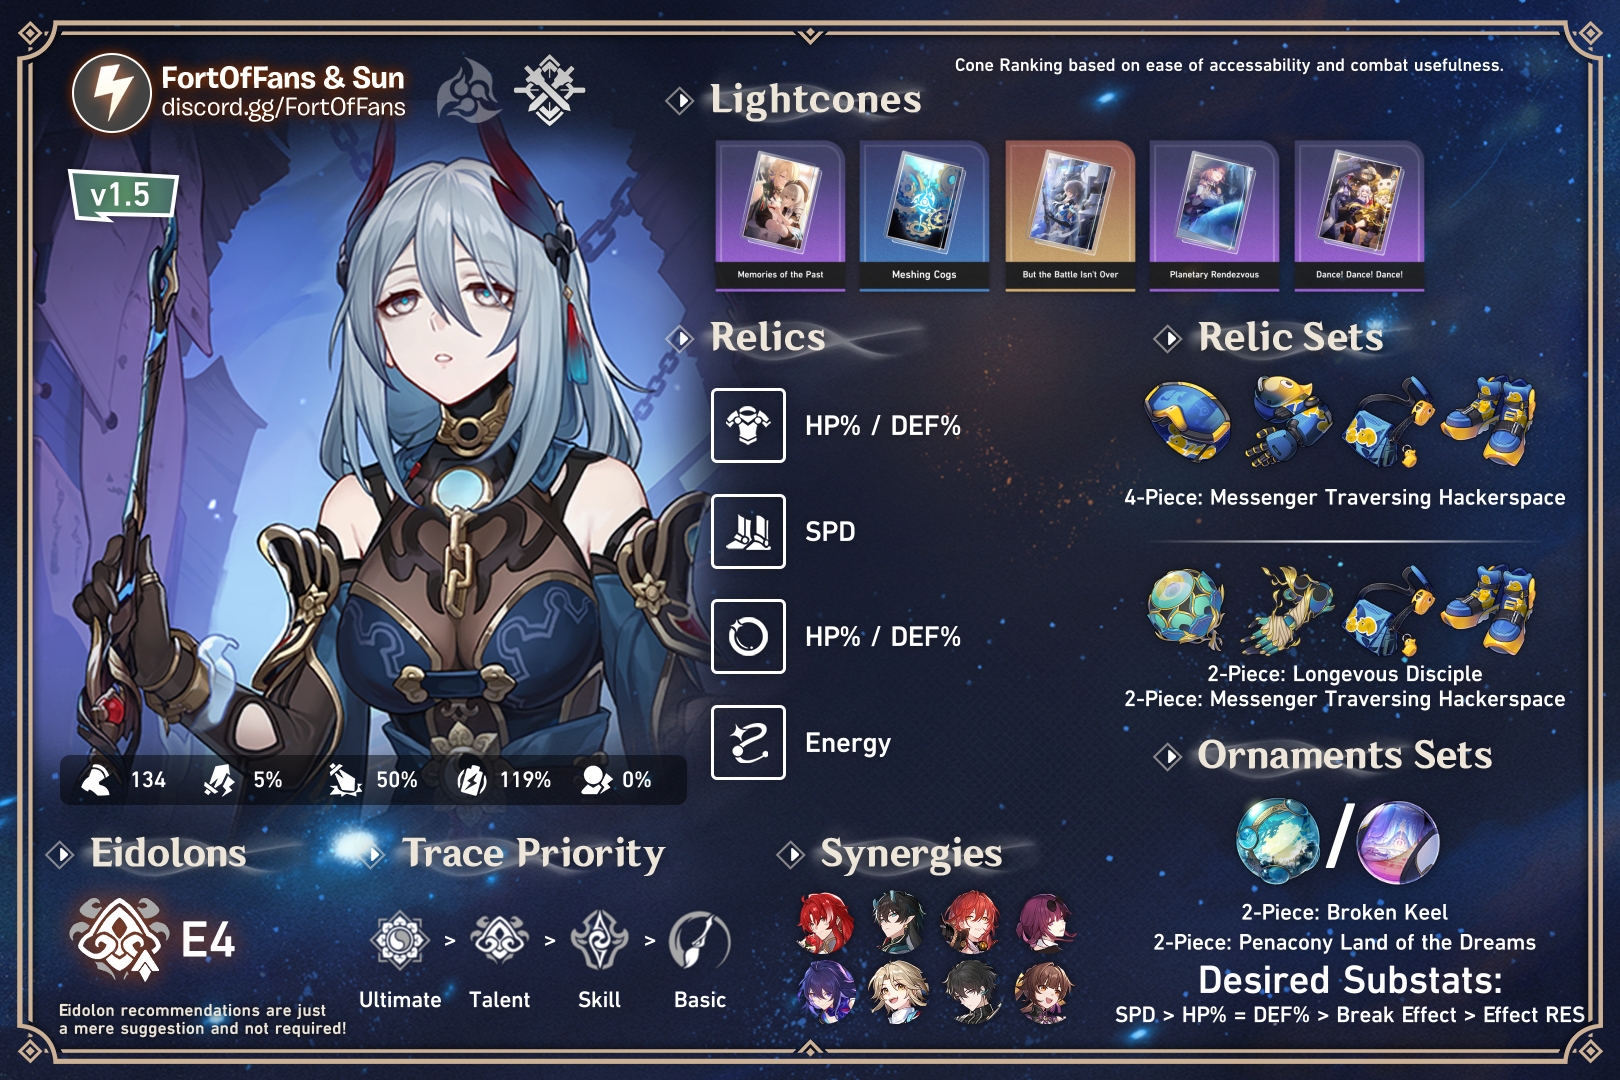 FortOfFans & Sun
discord.gg/FortOfFans
v1.5
Cone Ranking based on ease of accessability and combat usefulness.
Lightcones
Memories of the Past
Meshing Cogs
But the Battle Isn't Over
Planetary Rendezvous
Dance! Dance! Dance!
Relics
HP% / DEF%
SPD
HP% / DEF%
Energy
Relic Sets
4-Piece: Messenger Traversing Hackerspace
2-Piece: Longevous Disciple
2-Piece: Messenger Traversing Hackerspace
Ornaments Sets
/
2-Piece: Broken Keel
2-Piece: Penacony Land of the Dreams
Desired Substats:
SPD > HP% = DEF% > Break Effect > Effect RES
134 5% 50% 119% 0%
Eidolons
E4
Eidolon recommendations are just
a mere suggestion and not required!
Trace Priority
> > >
Ultimate Talent Skill Basic
Synergies